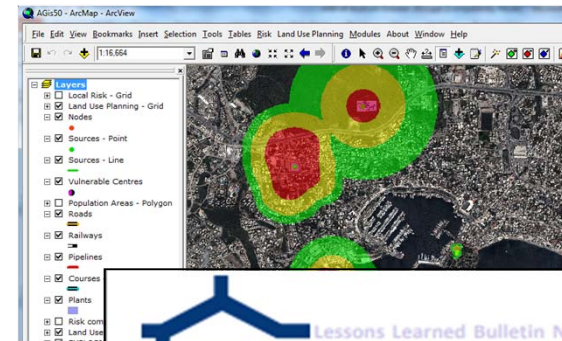 AGis50 - ArcMap - ArcView
File Edit View Bookmarks Insert Selection Tools Tables Risk Land Use Planning Modules About Window Help
1:16,664
Layers
Local Risk - Grid
Land Use Planning - Grid
Nodes
Sources - Point
Sources - Line
Vulnerable Centres
Population Areas - Polygon
Roads
Railways
Pipelines
Courses
Plants
Risk com
Land Use
Lessons Learned Bulletin N